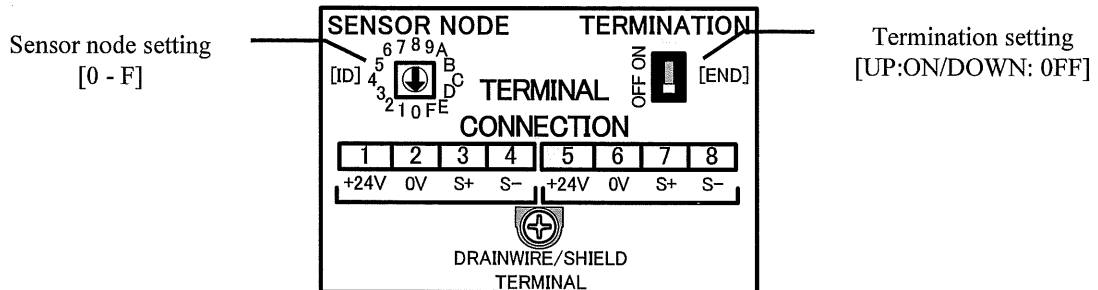 Sensor node setting
[0 - F]
SENSOR NODE
TERMINATION
[ID]
0 1 2 3 4 5 6 7 8 9 A B C D E F
OFF ON
[END]
TERMINAL
CONNECTION
1 2 3 4 5 6 7 8
+24V 0V S+ S- +24V 0V S+ S-
DRAINWIRE/SHIELD
TERMINAL
Termination setting
[UP:ON/DOWN: 0FF]